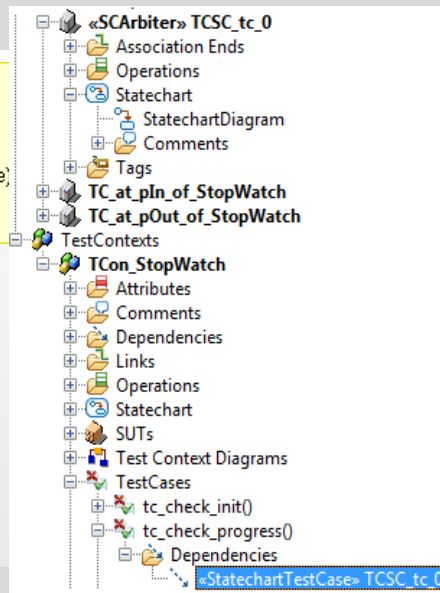 «SCArbiter» TCSC_tc_0
Association Ends
Operations
Statechart
StatechartDiagram
Comments
e)
Tags
TC_at_pIn_of_StopWatch
TC_at_pOut_of_StopWatch
TestContexts
TCon_StopWatch
Attributes
Comments
Dependencies
Links
Operations
Statechart
SUTs
Test Context Diagrams
TestCases
tc_check_init()
tc_check_progress()
Dependencies
«StatechartTestCase» TCSC_tc_0